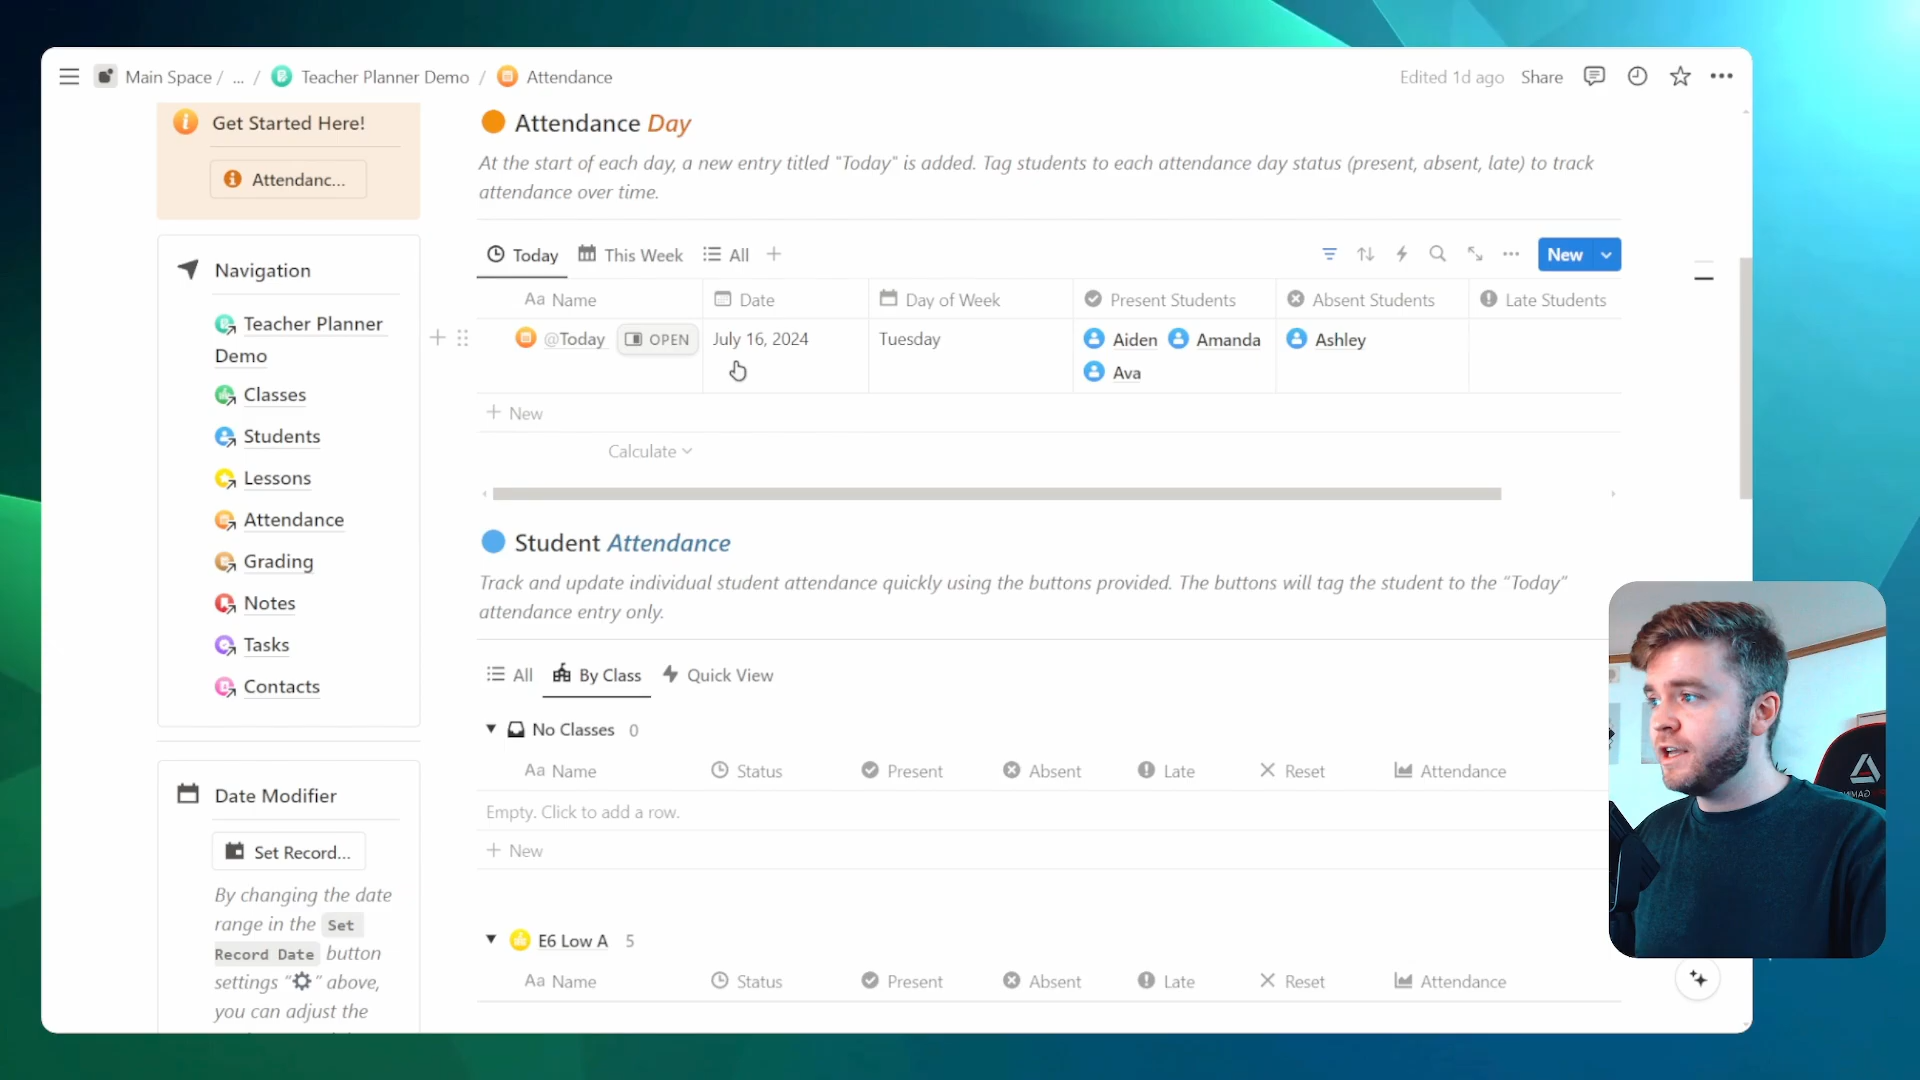 Main Space / ... / Teacher Planner Demo / Attendance
Edited 1d ago Share
Get Started Here!
Attendanc...
Navigation
Teacher Planner
Demo
Classes
Students
Lessons
Attendance
Grading
Notes
Tasks
Contacts
Date Modifier
Set Record...
By changing the date
range in the Set
Record Date button
settings “ ” above,
you can adjust the
Attendance Day
At the start of each day, a new entry titled "Today" is added. Tag students to each attendance day status (present, absent, late) to track
attendance over time.
Today This Week All New
Aa Name Date Day of Week Present Students Absent Students Late Students
@Today OPEN July 16, 2024 Tuesday Aiden Amanda Ashley
Ava
New
Calculate
Student Attendance
Track and update individual student attendance quickly using the buttons provided. The buttons will tag the student to the “Today”
attendance entry only.
All By Class Quick View
No Classes 0
Aa Name Status Present Absent Late Reset Attendance
Empty. Click to add a row.
New
E6 Low A 5
Aa Name Status Present Absent Late Reset Attendance